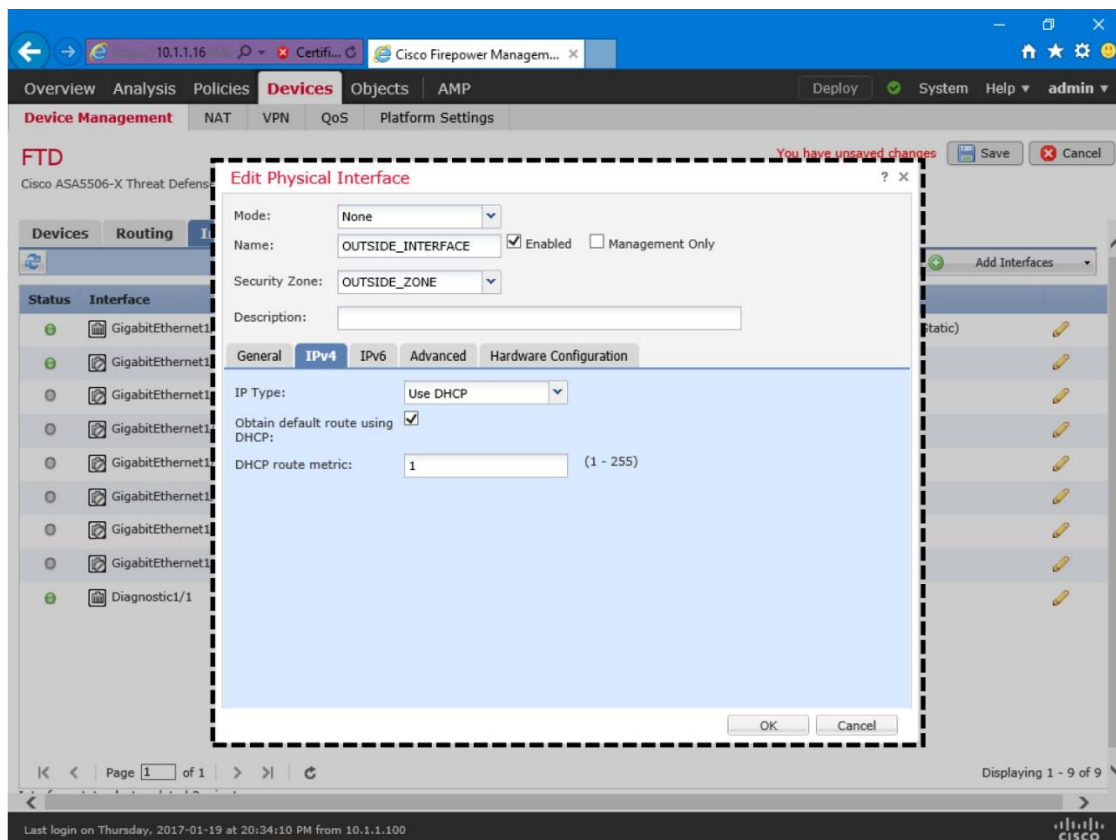 10.1.1.16 Certifi... Cisco Firepower Managem...
Overview Analysis Policies Devices Objects AMP Deploy System Help admin
Device Management NAT VPN QoS Platform Settings
FTD
You have unsaved changes Save Cancel
Cisco ASA5506-X Threat Defense
Devices Routing
Add Interfaces
Status Interface
GigabitEthernet1 Static)
GigabitEthernet1
GigabitEthernet1
GigabitEthernet1
GigabitEthernet1
GigabitEthernet1
GigabitEthernet1
GigabitEthernet1
Diagnostic1/1
Edit Physical Interface ? ×
Mode: None
Name: OUTSIDE_INTERFACE Enabled Management Only
Security Zone: OUTSIDE_ZONE
Description:
General IPv4 IPv6 Advanced Hardware Configuration
IP Type: Use DHCP
Obtain default route using
DHCP:
DHCP route metric: 1 (1 - 255)
OK Cancel
Page 1 of 1 Displaying 1 - 9 of 9
Last login on Thursday, 2017-01-19 at 20:34:10 PM from 10.1.1.100
CISCO